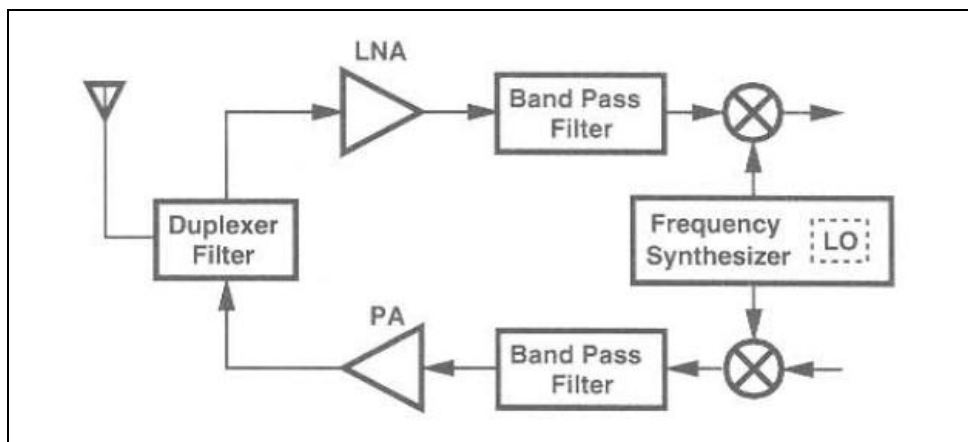 LNA
Band Pass
Filter
Duplexer
Filter
Frequency
Synthesizer
LO
PA
Band Pass
Filter